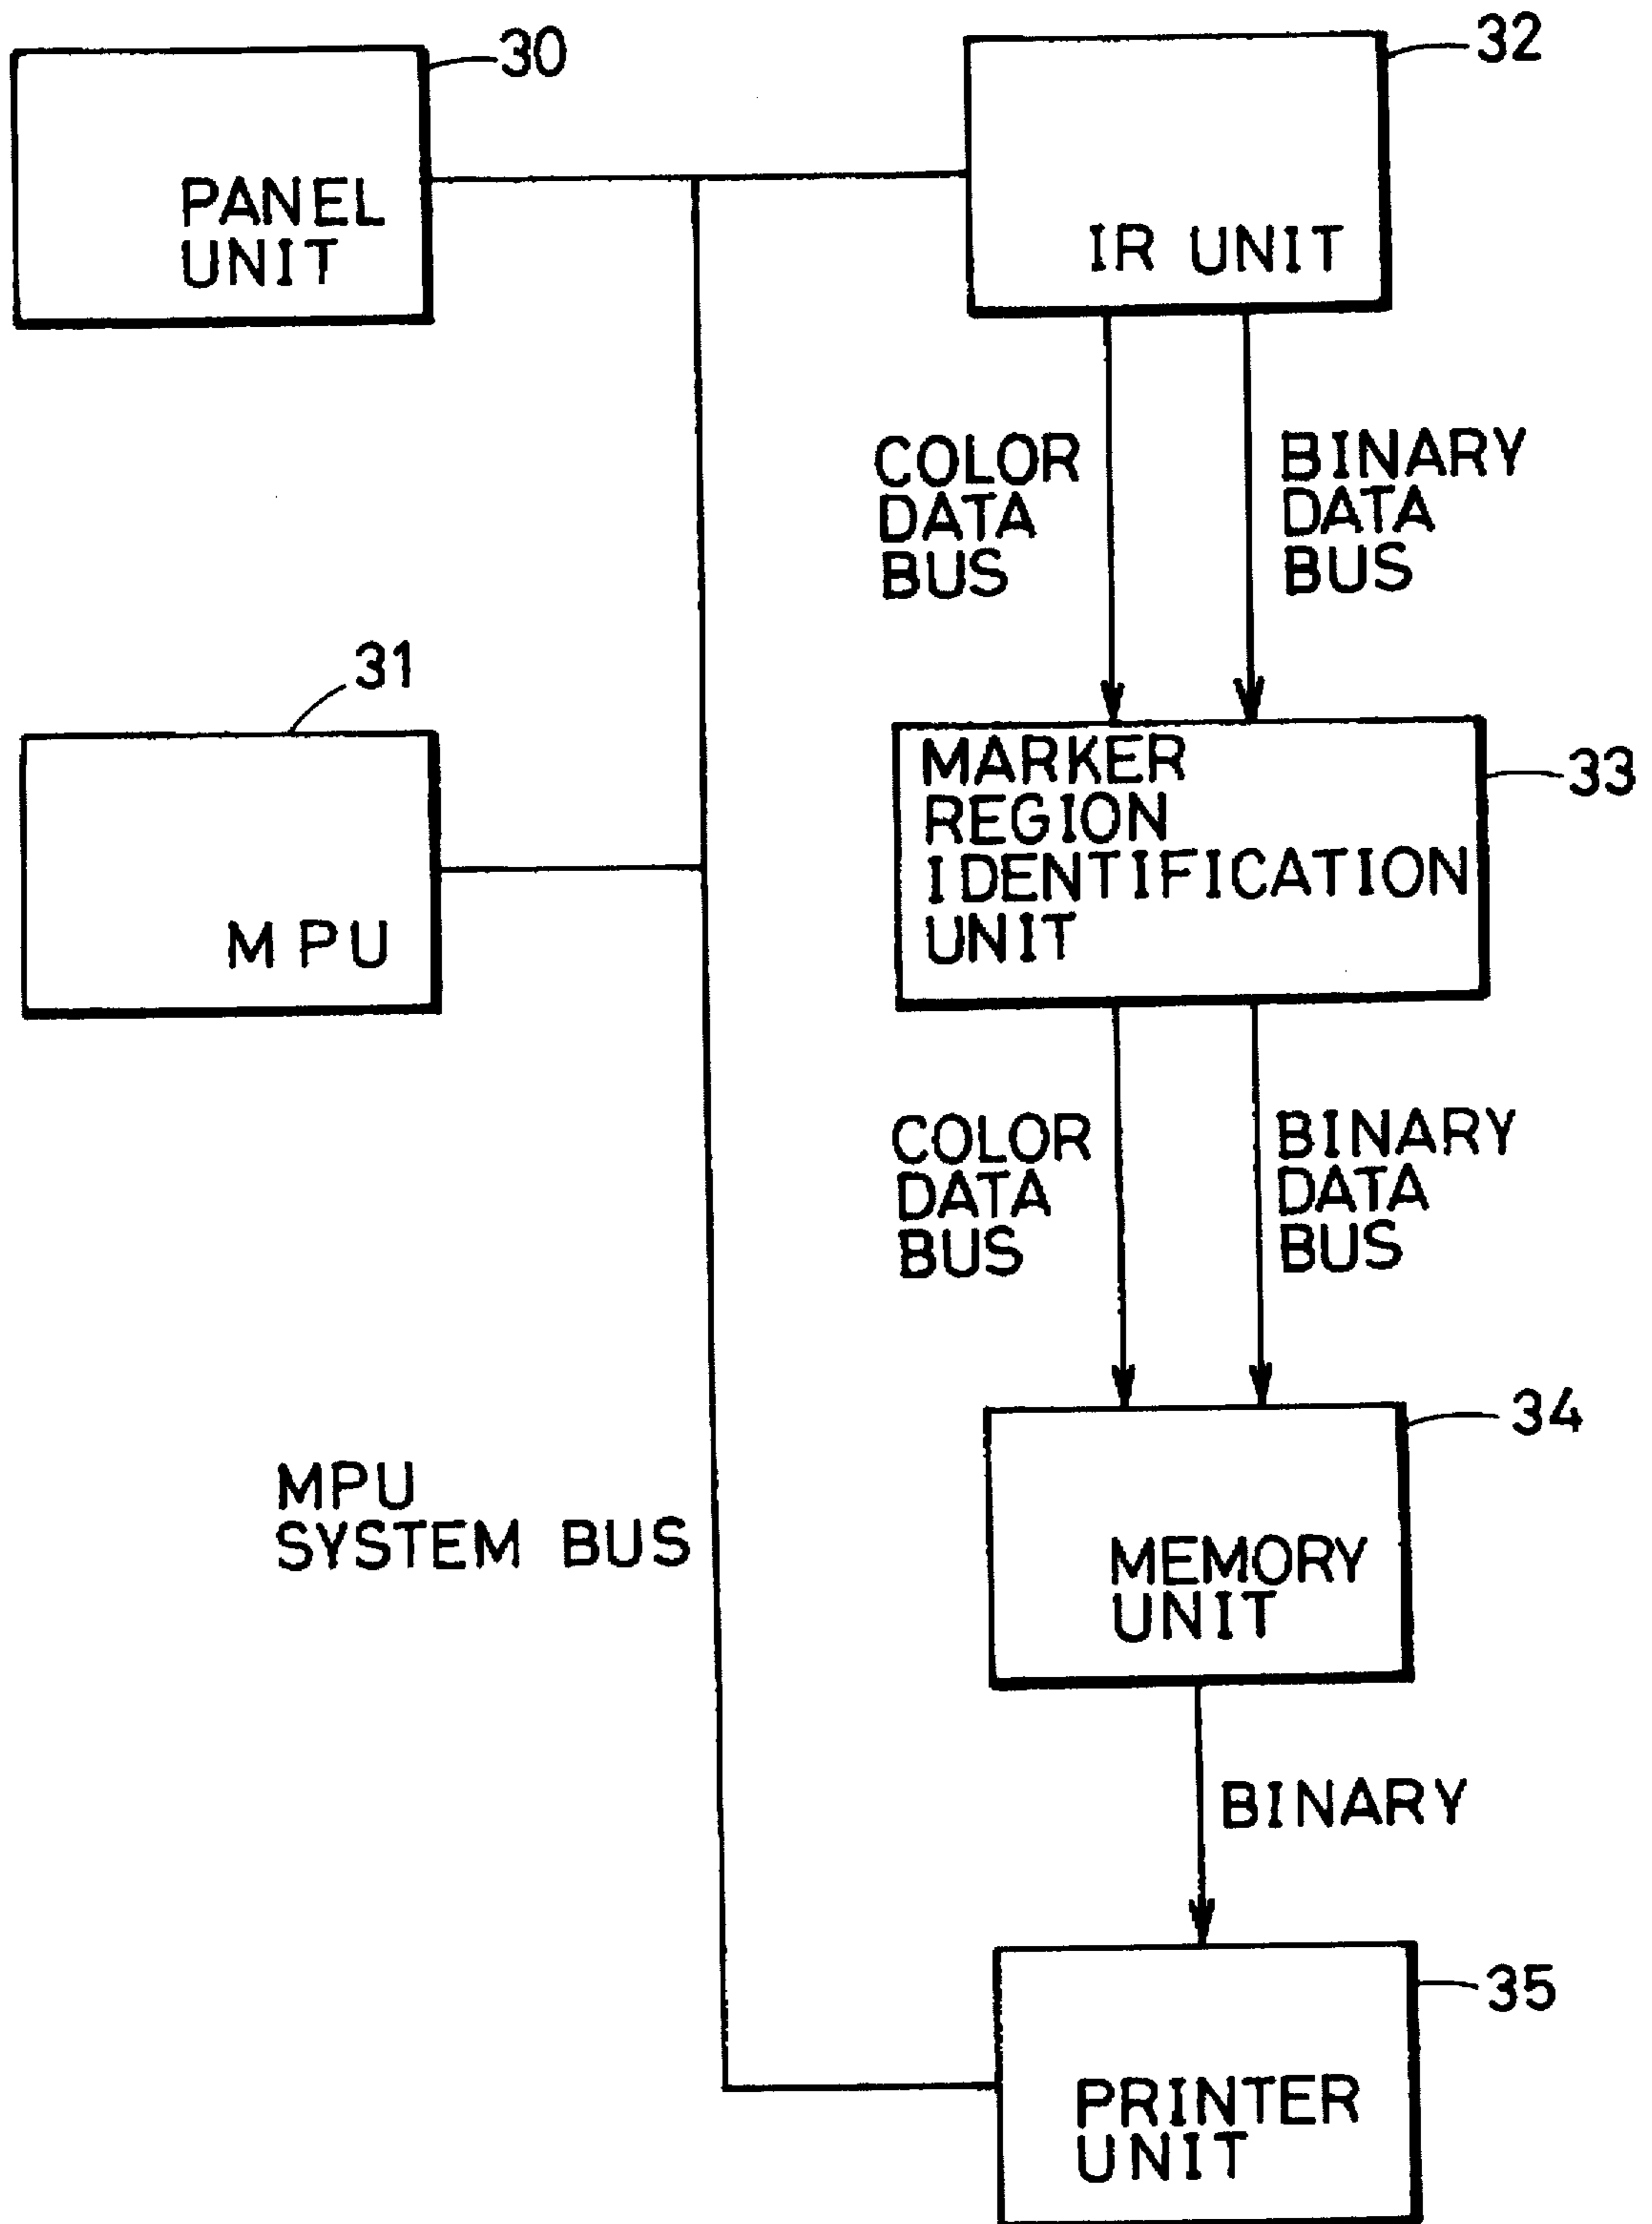 30
32
PANEL
UNIT
IR UNIT
COLOR
DATA
BUS
BINARY
DATA
BUS
31
MPU
MARKER
REGION
IDENTIFICATION
UNIT
33
COLOR
DATA
BUS
BINARY
DATA
BUS
MPU
SYSTEM BUS
34
MEMORY
UNIT
BINARY
35
PRINTER
UNIT